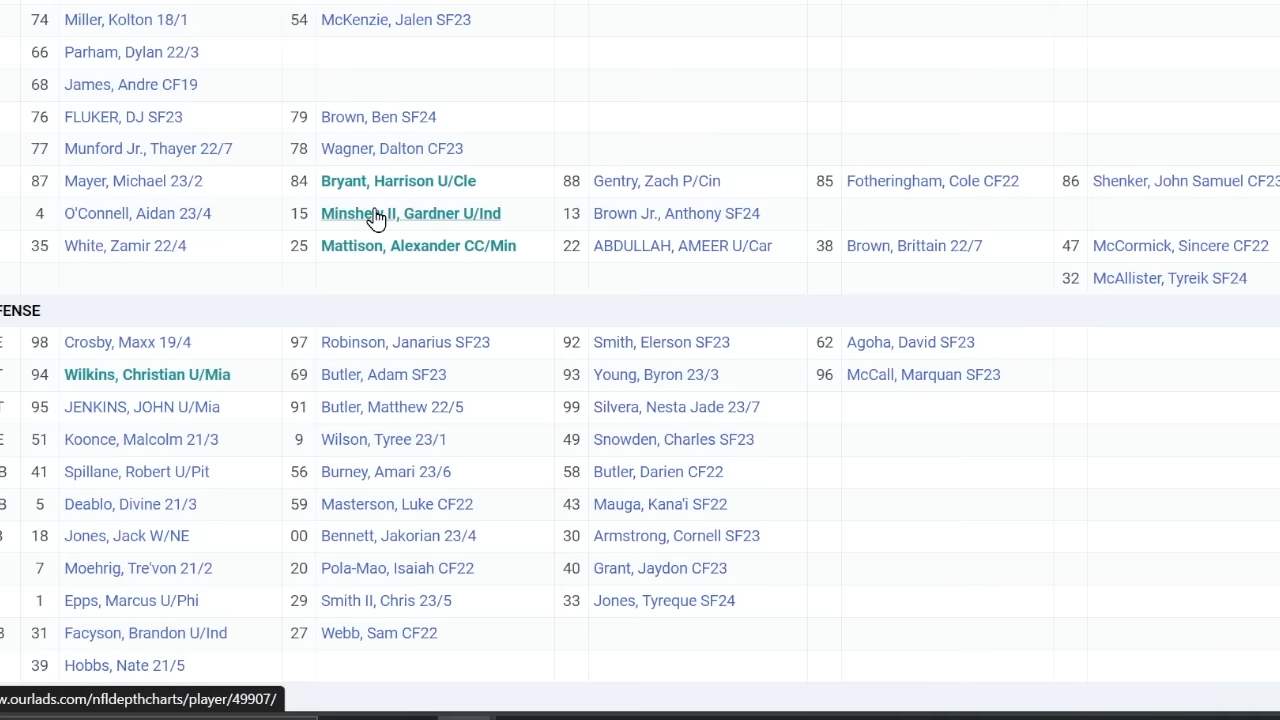 74 Miller, Kolton 18/1 54 McKenzie, Jalen SF23
66 Parham, Dylan 22/3
68 James, Andre CF19
76 FLUKER, DJ SF23 79 Brown, Ben SF24
77 Munford Jr., Thayer 22/7 78 Wagner, Dalton CF23
87 Mayer, Michael 23/2 84 Bryant, Harrison U/Cle 88 Gentry, Zach P/Cin 85 Fotheringham, Cole CF22 86 Shenker, John Samuel CF23
4 O'Connell, Aidan 23/4 15 Minshew II, Gardner U/Ind 13 Brown Jr., Anthony SF24
35 White, Zamir 22/4 25 Mattison, Alexander CC/Min 22 ABDULLAH, AMEER U/Car 38 Brown, Brittain 22/7 47 McCormick, Sincere CF22
32 McAllister, Tyreik SF24
FENSE
E 98 Crosby, Maxx 19/4 97 Robinson, Janarius SF23 92 Smith, Elerson SF23 62 Agoha, David SF23
T 94 Wilkins, Christian U/Mia 69 Butler, Adam SF23 93 Young, Byron 23/3 96 McCall, Marquan SF23
T 95 JENKINS, JOHN U/Mia 91 Butler, Matthew 22/5 99 Silvera, Nesta Jade 23/7
E 51 Koonce, Malcolm 21/3 9 Wilson, Tyree 23/1 49 Snowden, Charles SF23
B 41 Spillane, Robert U/Pit 56 Burney, Amari 23/6 58 Butler, Darien CF22
B 5 Deablo, Divine 21/3 59 Masterson, Luke CF22 43 Mauga, Kana'i SF22
B 18 Jones, Jack W/NE 00 Bennett, Jakorian 23/4 30 Armstrong, Cornell SF23
7 Moehrig, Tre'von 21/2 20 Pola-Mao, Isaiah CF22 40 Grant, Jaydon CF23
1 Epps, Marcus U/Phi 29 Smith II, Chris 23/5 33 Jones, Tyreque SF24
B 31 Facyson, Brandon U/Ind 27 Webb, Sam CF22
39 Hobbs, Nate 21/5
w.ourlads.com/nfldepthcharts/player/49907/